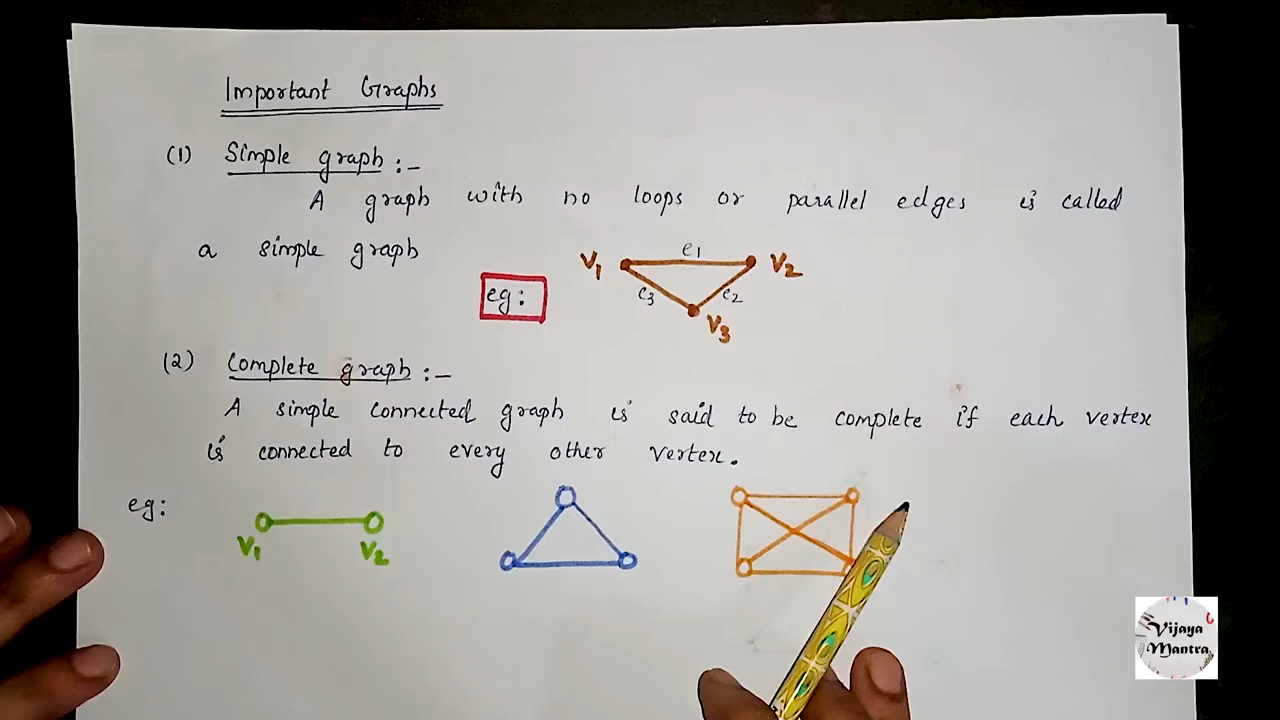 Important Graphs
(1) Simple graph :-
A graph with no loops or parallel edges is called
a simple graph
eg:
V1 e1 V2
e3 e2
V3
(2) Complete graph :-
A simple connected graph is said to be complete if each vertex
is connected to every other vertex.
eg:
V1 V2
Vijaya
Mantra